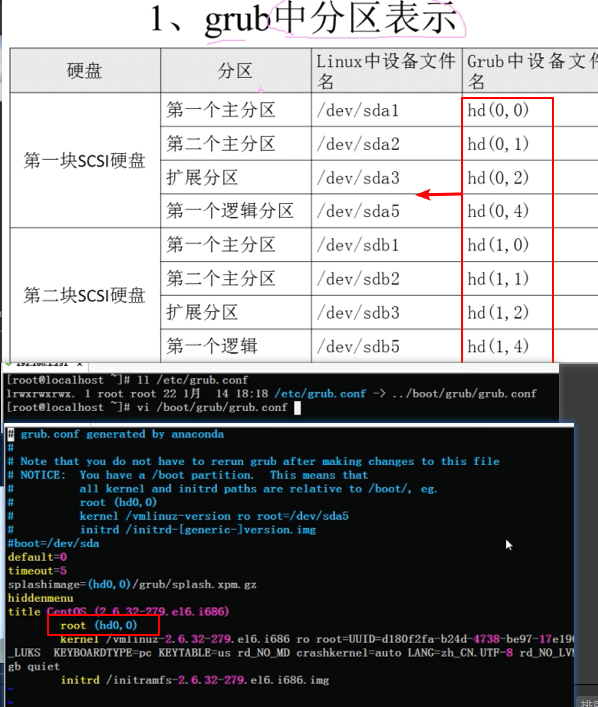 1、grub中分区表示
硬盘 分区 Linux中设备文件名 Grub中设备文件名
第一块SCSI硬盘
第一个主分区 /dev/sda1 hd(0,0)
第二个主分区 /dev/sda2 hd(0,1)
扩展分区 /dev/sda3 hd(0,2)
第一个逻辑分区 /dev/sda5 hd(0,4)
第二块SCSI硬盘
第一个主分区 /dev/sdb1 hd(1,0)
第二个主分区 /dev/sdb2 hd(1,1)
扩展分区 /dev/sdb3 hd(1,2)
第一个逻辑 /dev/sdb5 hd(1,4)
[root@localhost ~]# ll /etc/grub.conf
lrwxrwxrwx. 1 root root 22 1月  14 18:18 /etc/grub.conf -> ../boot/grub/grub.conf
[root@localhost ~]# vi /boot/grub/grub.conf
# grub.conf generated by anaconda
#
# Note that you do not have to rerun grub after making changes to this file
# NOTICE:  You have a /boot partition.  This means that
#          all kernel and initrd paths are relative to /boot/, eg.
#          root (hd0,0)
#          kernel /vmlinuz-version ro root=/dev/sda5
#          initrd /initrd-[generic-]version.img
#boot=/dev/sda
default=0
timeout=5
splashimage=(hd0,0)/grub/splash.xpm.gz
hiddenmenu
title CentOS (2.6.32-279.el6.i686)
root (hd0,0)
kernel /vmlinuz-2.6.32-279.el6.i686 ro root=UUID=d180f2fa-b24d-4738-be97-17e190
_LUKS  KEYBOARDTYPE=pc KEYTABLE=us rd_NO_MD crashkernel=auto LANG=zh_CN.UTF-8 rd_NO_LVM
gb quiet
initrd /initramfs-2.6.32-279.el6.i686.img
~